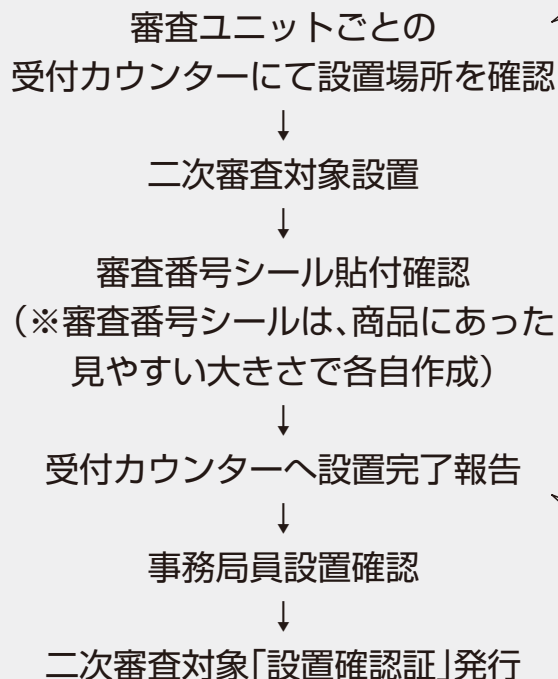 審査ユニットごとの
受付カウンターにて設置場所を確認
↓
二次審査対象設置
↓
審査番号シール貼付確認
(※審査番号シールは、商品にあった
見やすい大きさで各自作成)
↓
受付カウンターへ設置完了報告
↓
事務局員設置確認
↓
二次審査対象「設置確認証」発行